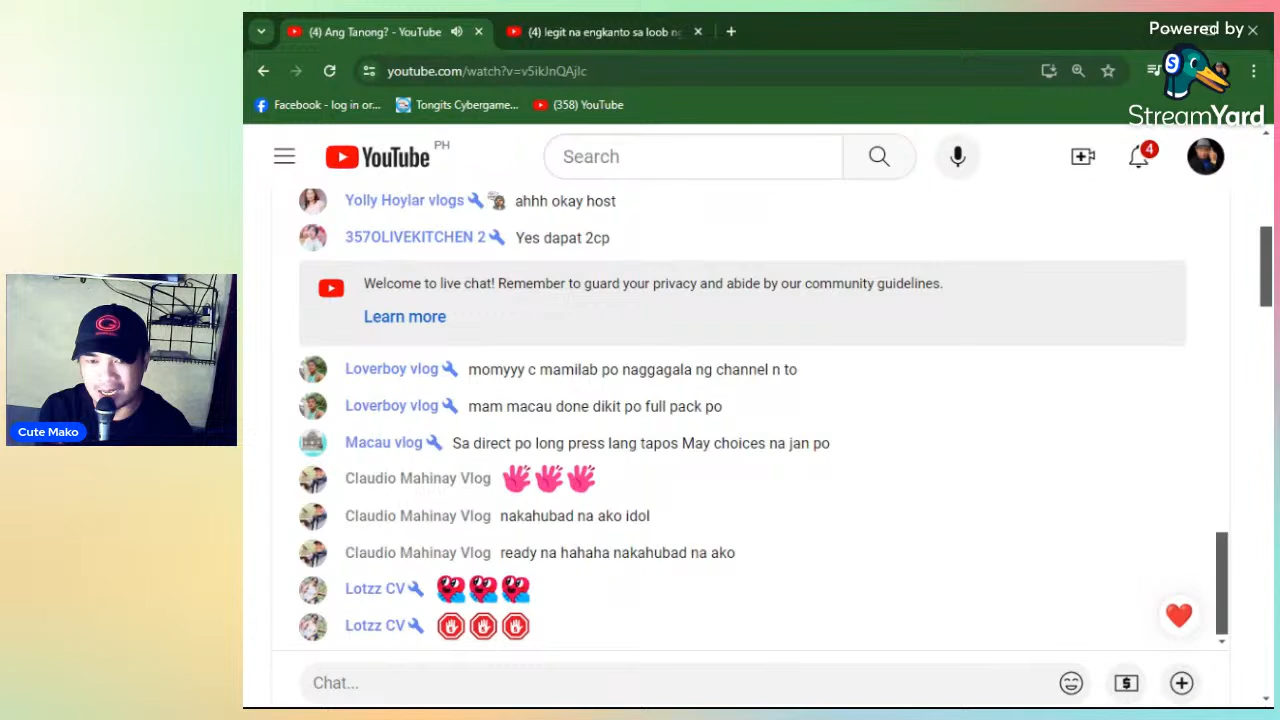 (4) Ang Tanong? - YouTube
(4) legit na engkanto sa loob
Powered by
StreamYard
youtube.com/watch?v=v5ikJnQAjlc
Facebook - log in or...
Tongits Cybergame...
(358) YouTube
YouTube PH
Search
4
Yolly Hoylar vlogs ahhh okay host
357OLIVEKITCHEN 2 Yes dapat 2cp
Welcome to live chat! Remember to guard your privacy and abide by our community guidelines.
Learn more
Loverboy vlog momyyy c mamilab po naggagala ng channel n to
Loverboy vlog mam macau done dikit po full pack po
Macau vlog Sa direct po long press lang tapos May choices na jan po
Claudio Mahinay Vlog
Claudio Mahinay Vlog nakahubad na ako idol
Claudio Mahinay Vlog ready na hahaha nakahubad na ako
Lotzz CV
Lotzz CV
Chat...
Cute Mako